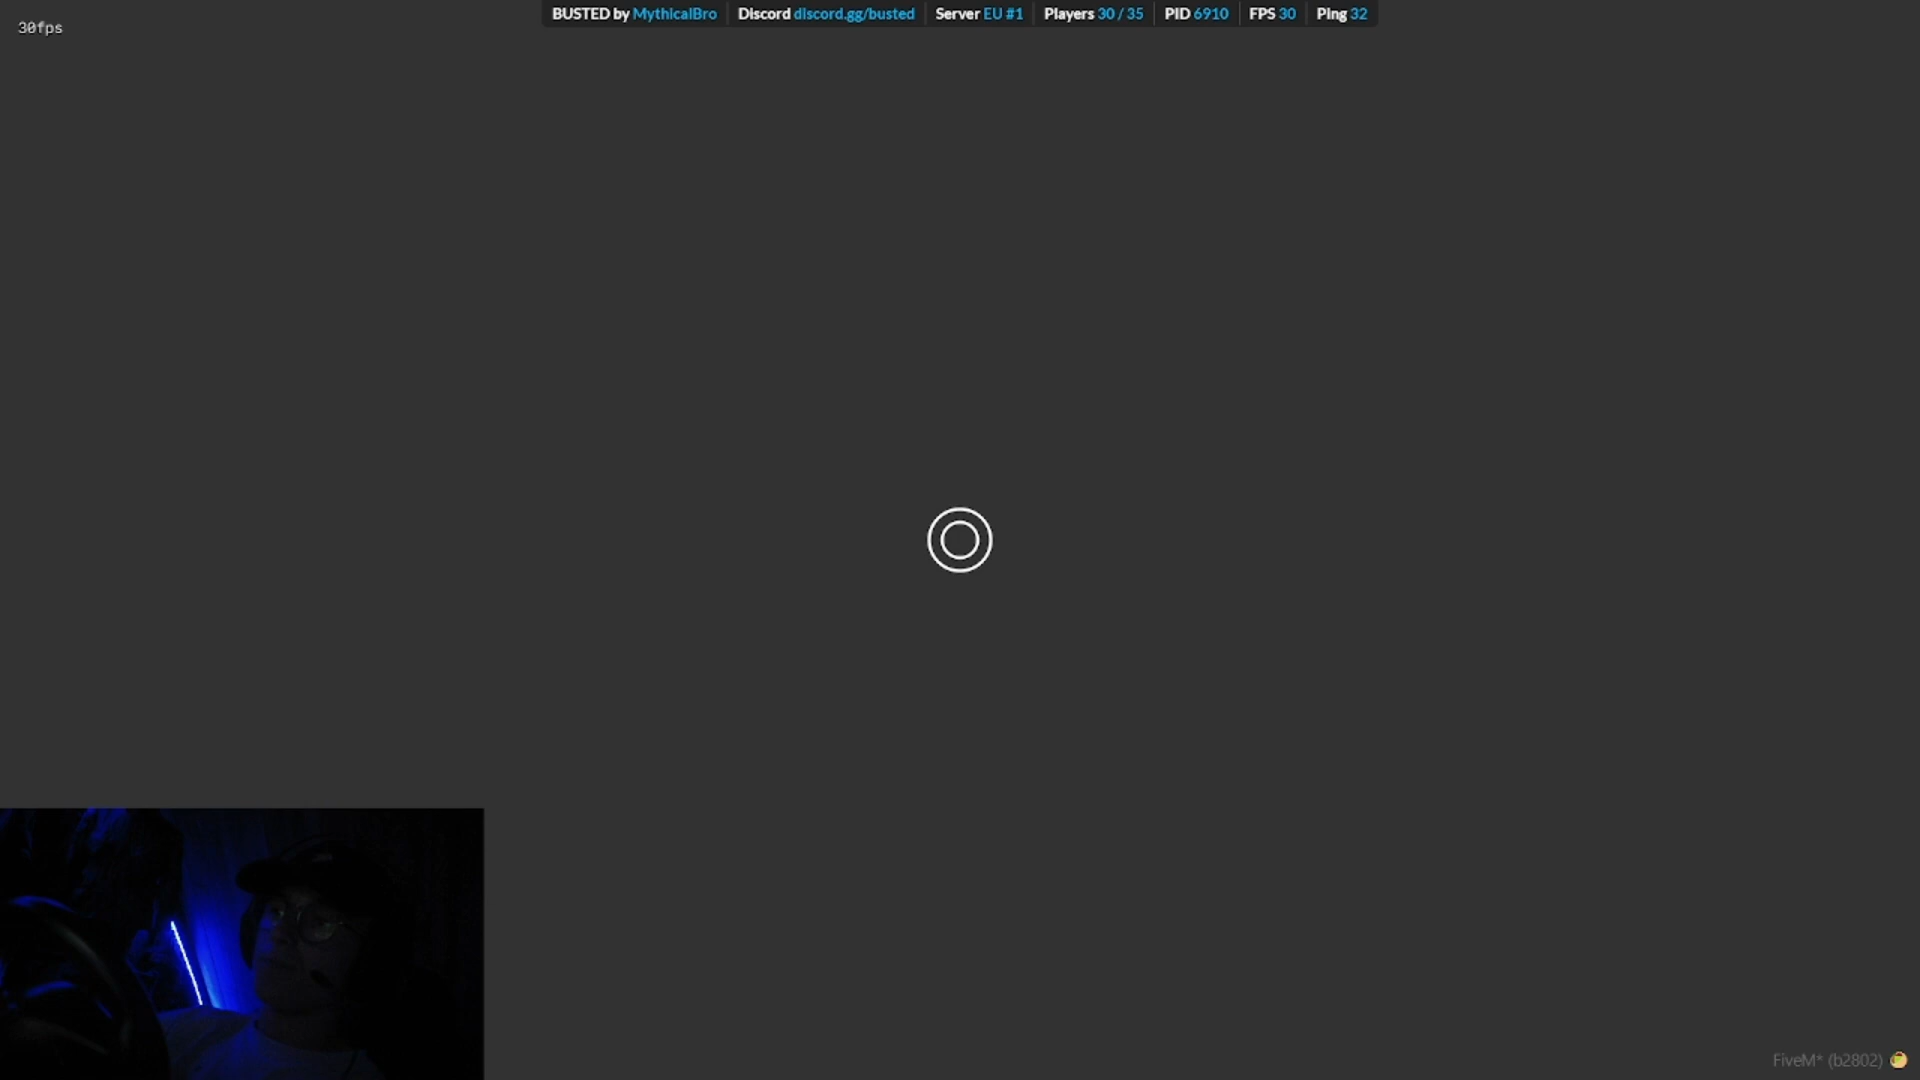 BUSTED by MythicalBro Discord discord.gg/busted Server EU #1 Players 30 / 35 PID 6910 FPS 30 Ping 32
30fps
FiveM* (b2802)